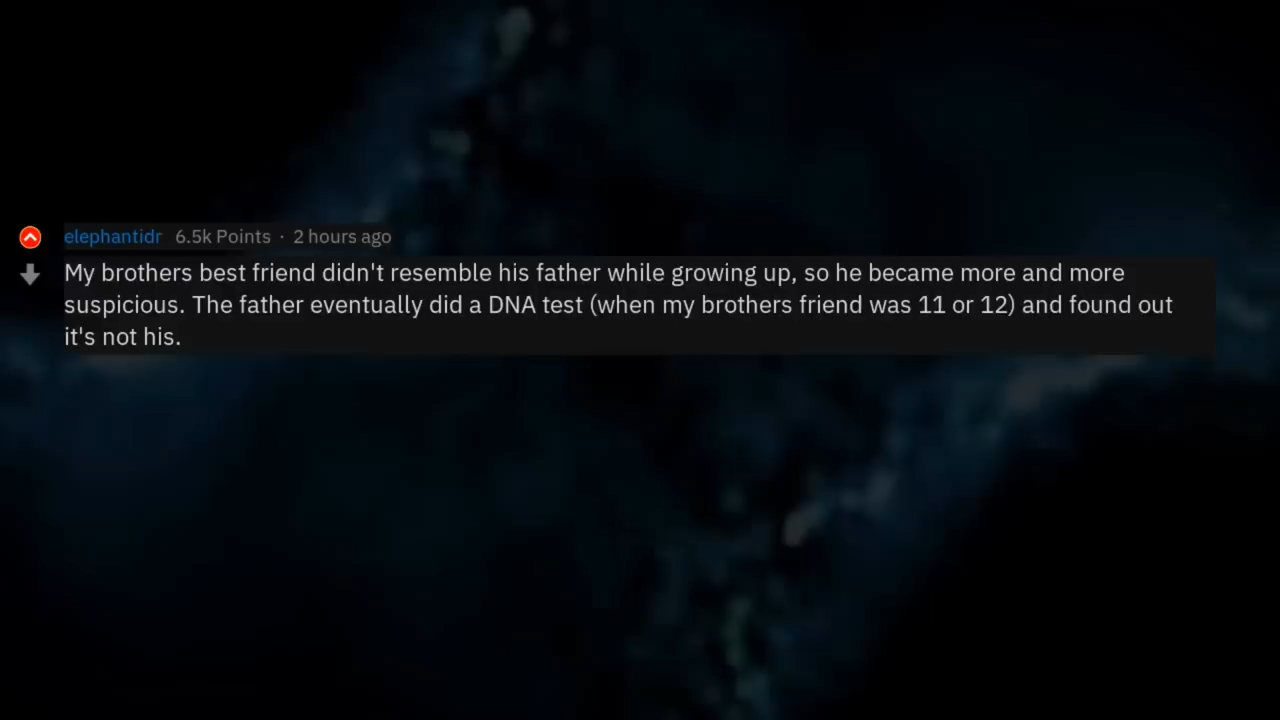 elephantidr 6.5k Points · 2 hours ago
My brothers best friend didn't resemble his father while growing up, so he became more and more
suspicious. The father eventually did a DNA test (when my brothers friend was 11 or 12) and found out
it's not his.